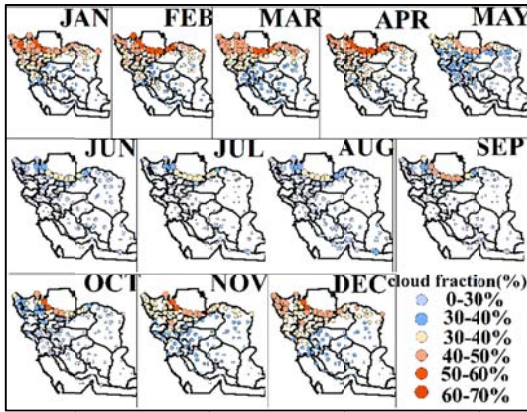 JAN FEB MAR APR MAY
JUN JUL AUG SEP
OCT NOV DEC
cloud fraction(%)
0-30%
30-40%
30-40%
40-50%
50-60%
60-70%